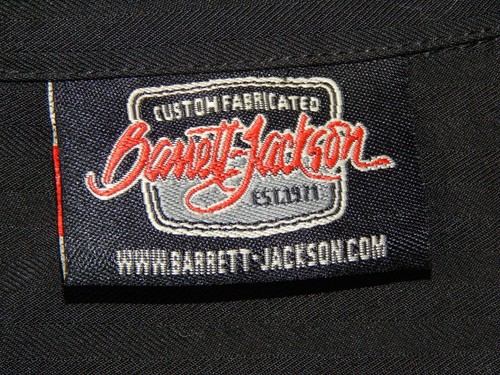 CUSTOM FABRICATED
Barrett-Jackson
EST. 1971
WWW.BARRETT-JACKSON.COM